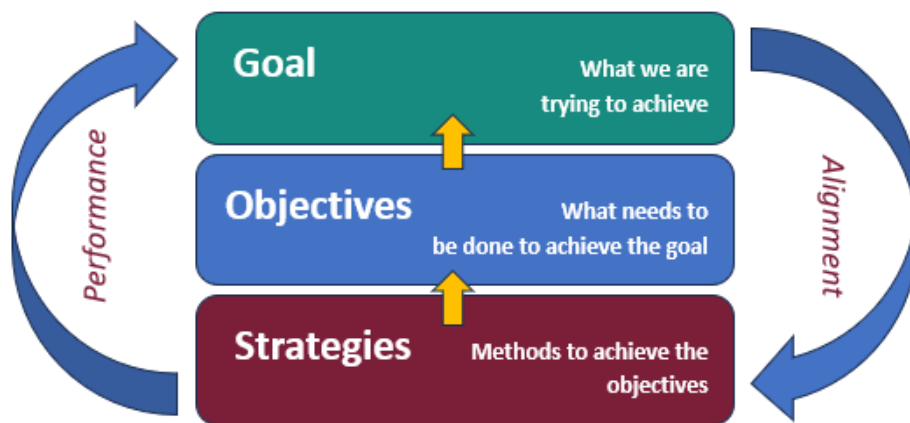 Goal
What we are
trying to achieve
Performance
Alignment
Objectives
What needs to
be done to achieve the goal
Strategies
Methods to achieve the
objectives